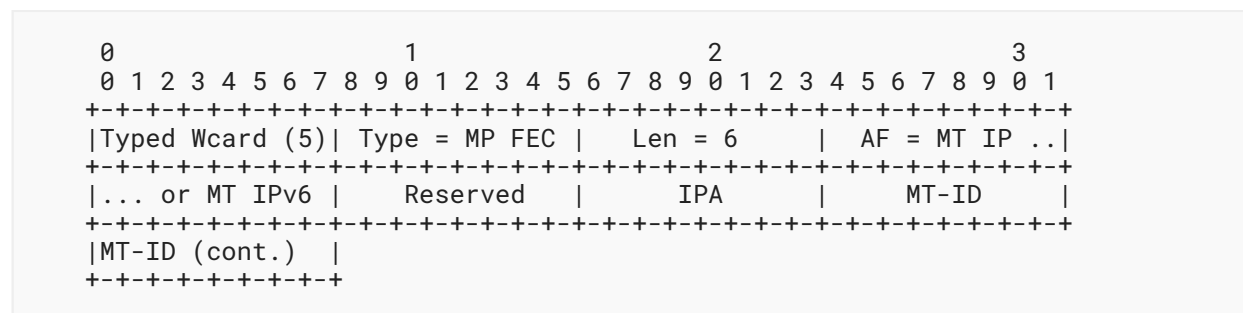 0                   1                   2                   3
 0 1 2 3 4 5 6 7 8 9 0 1 2 3 4 5 6 7 8 9 0 1 2 3 4 5 6 7 8 9 0 1
+-+-+-+-+-+-+-+-+-+-+-+-+-+-+-+-+-+-+-+-+-+-+-+-+-+-+-+-+-+-+-+-+
|Typed Wcard (5)| Type = MP FEC |   Len = 6     |  AF = MT IP ..|
+-+-+-+-+-+-+-+-+-+-+-+-+-+-+-+-+-+-+-+-+-+-+-+-+-+-+-+-+-+-+-+-+
|... or MT IPv6 |    Reserved   |      IPA      |     MT-ID     |
+-+-+-+-+-+-+-+-+-+-+-+-+-+-+-+-+-+-+-+-+-+-+-+-+-+-+-+-+-+-+-+-+
|MT-ID (cont.)  |
+-+-+-+-+-+-+-+-+